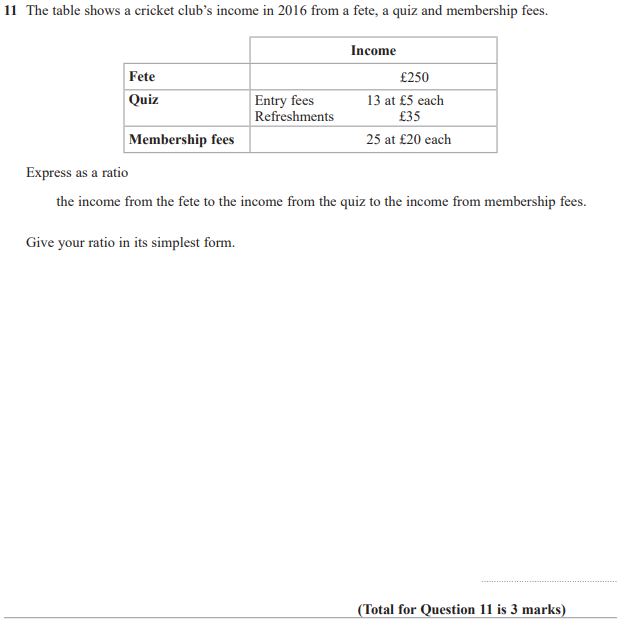 11 The table shows a cricket club’s income in 2016 from a fete, a quiz and membership fees.
Income
Fete £250
Quiz Entry fees 13 at £5 each
Refreshments £35
Membership fees 25 at £20 each
Express as a ratio
the income from the fete to the income from the quiz to the income from membership fees.
Give your ratio in its simplest form.
(Total for Question 11 is 3 marks)